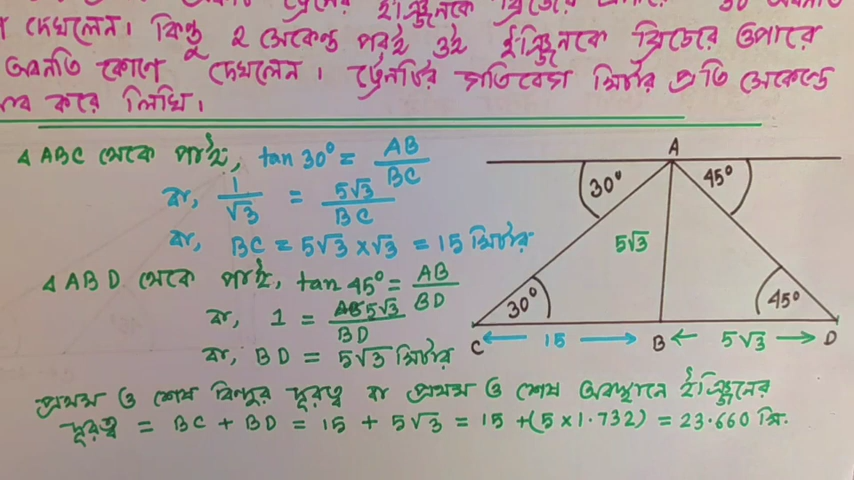 দেখলেন। কিন্তু ২ সেকেন্ড পরই ওই ইঞ্জিনকে ব্রিজের ওপারে
অবনতি কোণে দেখলেন। ট্রেনটির গতিবেগ মিটার প্রতি সেকেন্ডে
করে লিখি।
Δ ABC থেকে পাই, tan 30° = AB/BC
বা, 1/√3 = 5√3/BC
বা, BC = 5√3 × √3 = 15 মিটার
Δ ABD থেকে পাই, tan 45° = AB/BD
বা, 1 = 5√3/BD
বা, BD = 5√3 মিটার
প্রথম ও শেষ বিন্দুর দূরত্ব বা প্রথম ও শেষ অবস্থানে ইঞ্জিনের
দূরত্ব = BC + BD = 15 + 5√3 = 15 + (5 × 1.732) = 23.660 মি.
A
30° 45°
5√3
30° 45°
C 15 B 5√3 D